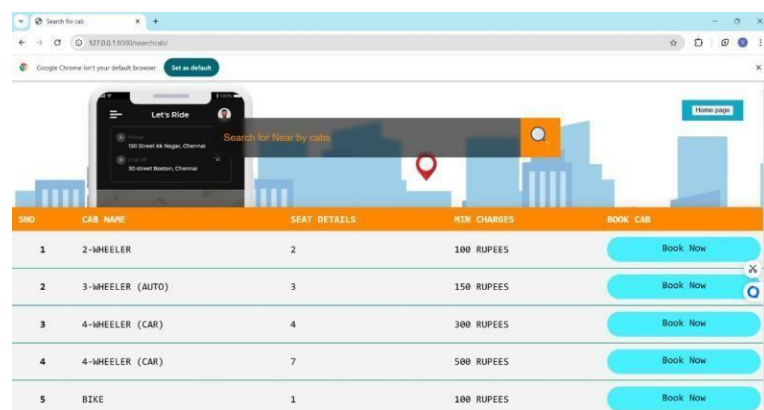 Search for cab
127.0.0.1:8000/searchcab/
Google Chrome isn't your default browser Set as default
Let's Ride
Home page
150 Street kk Nagar, Chennai
Search for Near by cabs
30 street Boston, Chennai
SNO CAB NAME SEAT DETAILS MIN CHARGES BOOK CAB
1 2-WHEELER 2 100 RUPEES Book Now
2 3-WHEELER (AUTO) 3 150 RUPEES Book Now
3 4-WHEELER (CAR) 4 300 RUPEES Book Now
4 4-WHEELER (CAR) 7 500 RUPEES Book Now
5 BIKE 1 100 RUPEES Book Now